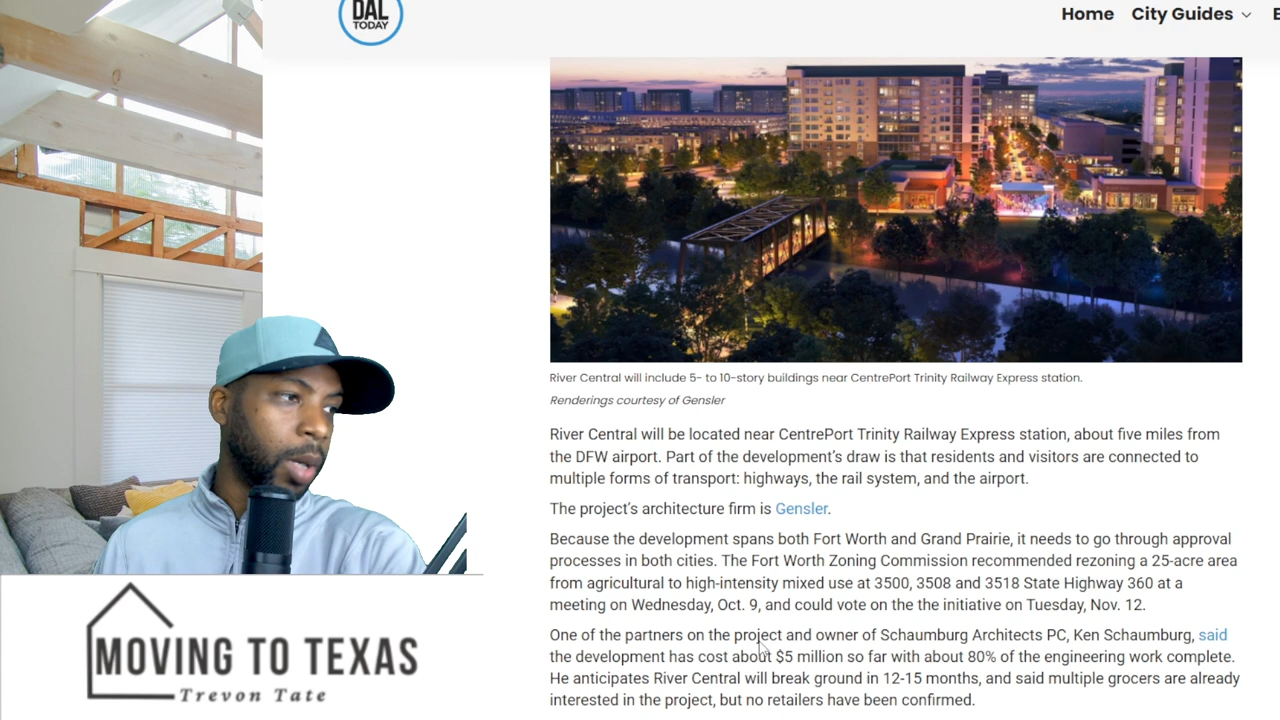 DAL
TODAY
Home
City Guides
E
River Central will include 5- to 10-story buildings near CentrePort Trinity Railway Express station.
Renderings courtesy of Gensler
River Central will be located near CentrePort Trinity Railway Express station, about five miles from
the DFW airport. Part of the development's draw is that residents and visitors are connected to
multiple forms of transport: highways, the rail system, and the airport.
The project's architecture firm is Gensler.
Because the development spans both Fort Worth and Grand Prairie, it needs to go through approval
processes in both cities. The Fort Worth Zoning Commission recommended rezoning a 25-acre area
from agricultural to high-intensity mixed use at 3500, 3508 and 3518 State Highway 360 at a
meeting on Wednesday, Oct. 9, and could vote on the the initiative on Tuesday, Nov. 12.
One of the partners on the project and owner of Schaumburg Architects PC, Ken Schaumburg, said
the development has cost about $5 million so far with about 80% of the engineering work complete.
He anticipates River Central will break ground in 12-15 months, and said multiple grocers are already
interested in the project, but no retailers have been confirmed.
MOVING TO TEXAS
Trevon Tate